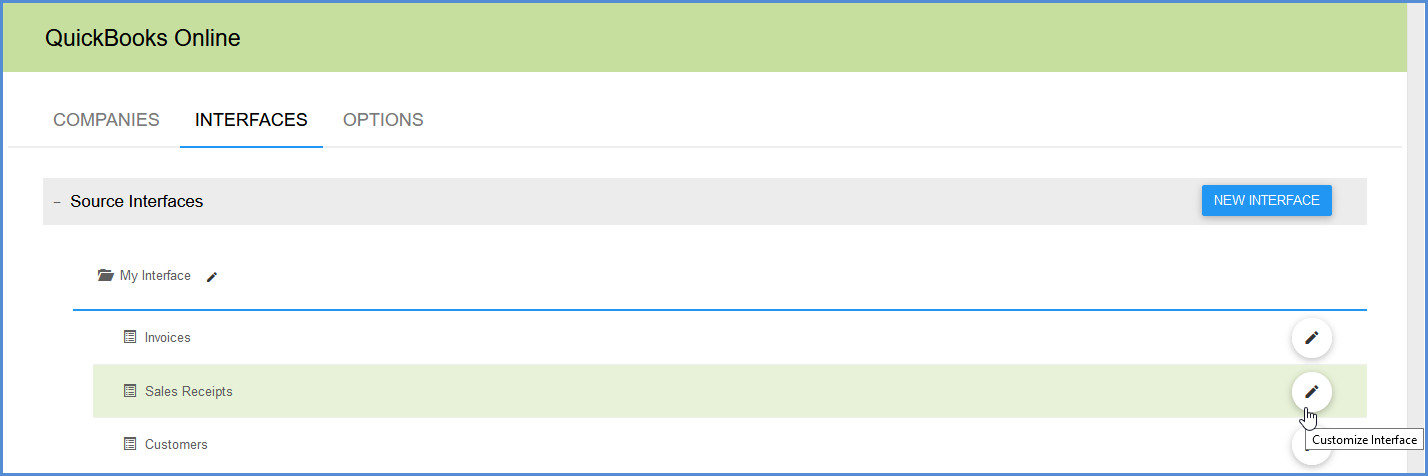 QuickBooks Online
COMPANIES INTERFACES OPTIONS
– Source Interfaces NEW INTERFACE
My Interface
Invoices
Sales Receipts
Customers
Customize Interface